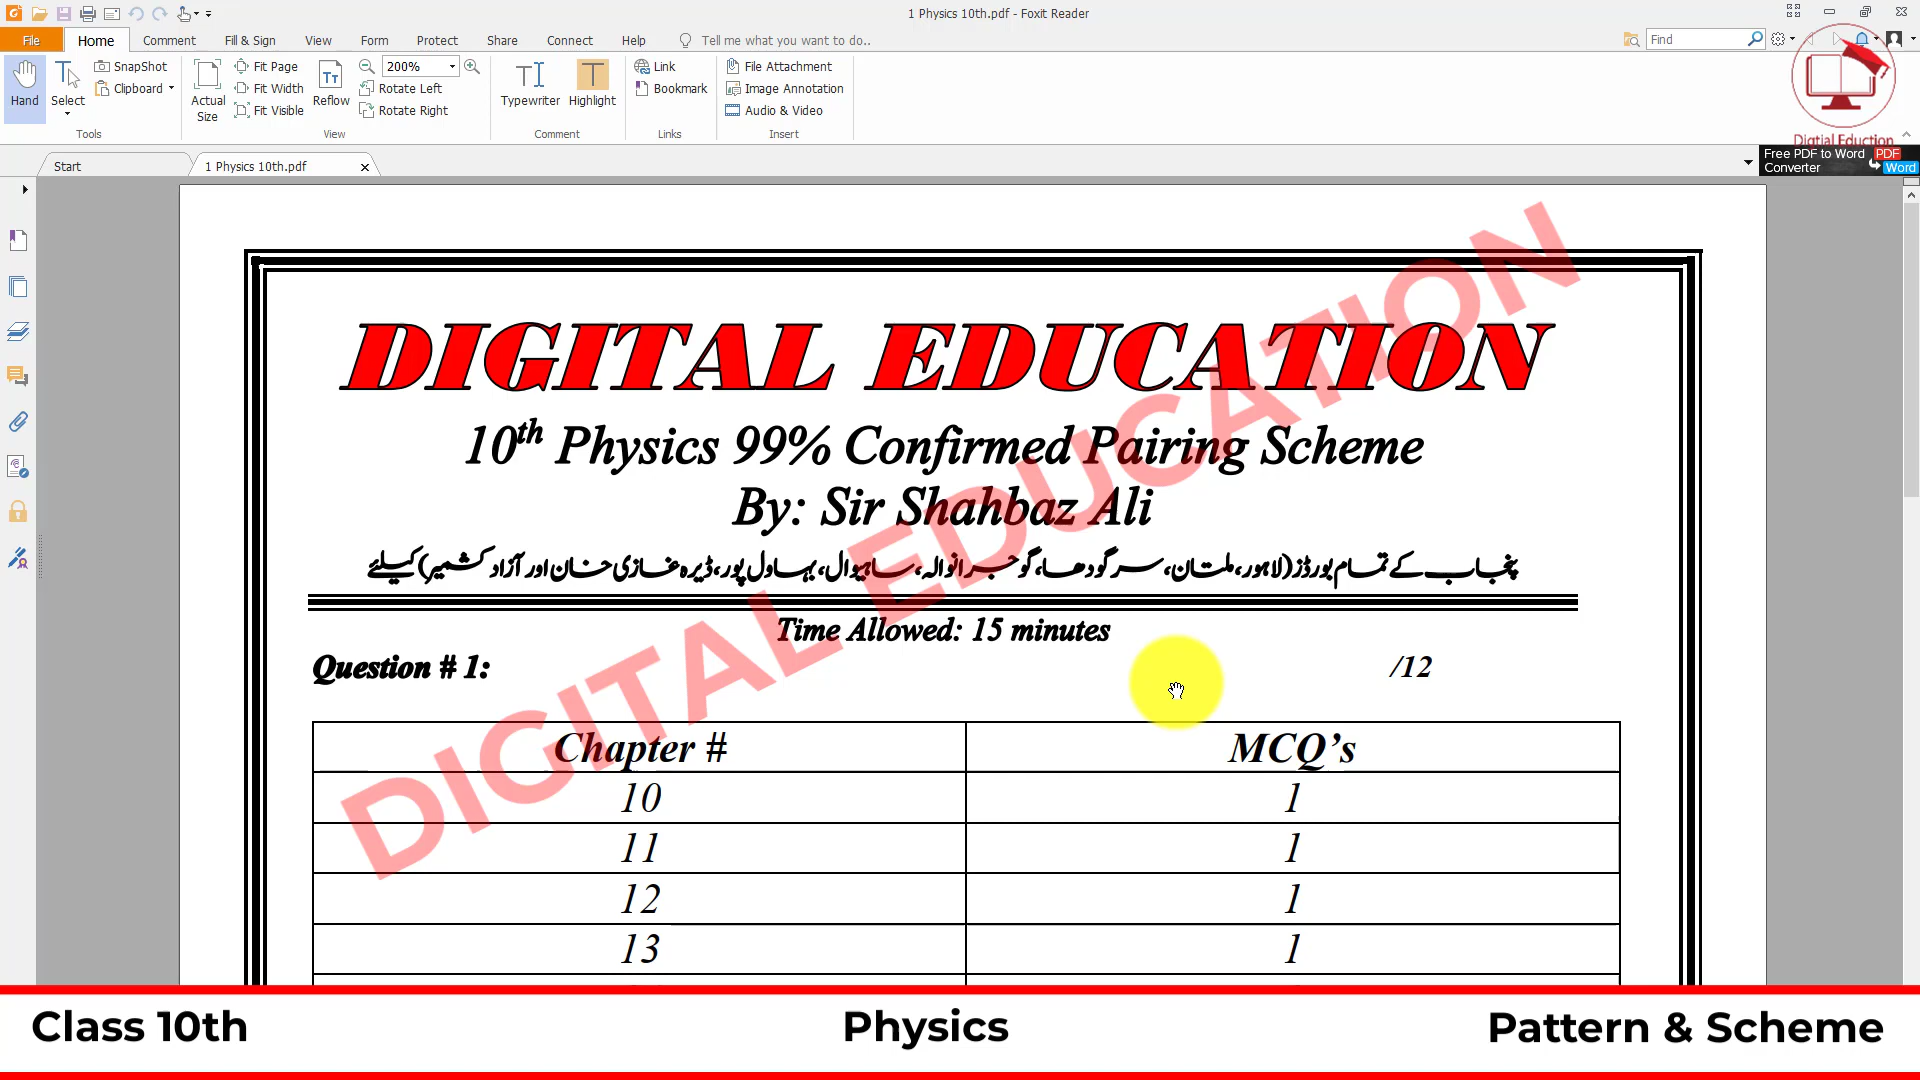 1 Physics 10th.pdf - Foxit Reader
File Home Comment Fill & Sign View Form Protect Share Connect Help Tell me what you want to do.. Find
Hand Select SnapShot Clipboard Tools
Actual Size Fit Page Fit Width Fit Visible Reflow 200% Rotate Left Rotate Right View
Typewriter Highlight Comment
Link Bookmark Links
File Attachment Image Annotation Audio & Video Insert
Digtial Eduction
Start 1 Physics 10th.pdf
Free PDF to Word Converter PDF Word
DIGITAL EDUCATION
10th Physics 99% Confirmed Pairing Scheme
By: Sir Shahbaz Ali
پنجاب کے تمام بورڈز (لاہور، ملتان، سرگودھا، گوجرانوالہ، ساہیوال، بہاول پور، ڈیرہ غازی خان اور آزاد کشمیر) کیلئے
Time Allowed: 15 minutes
Question # 1: /12
Chapter # MCQ’s
10 1
11 1
12 1
13 1
DIGITAL EDUCATION
Class 10th Physics Pattern & Scheme